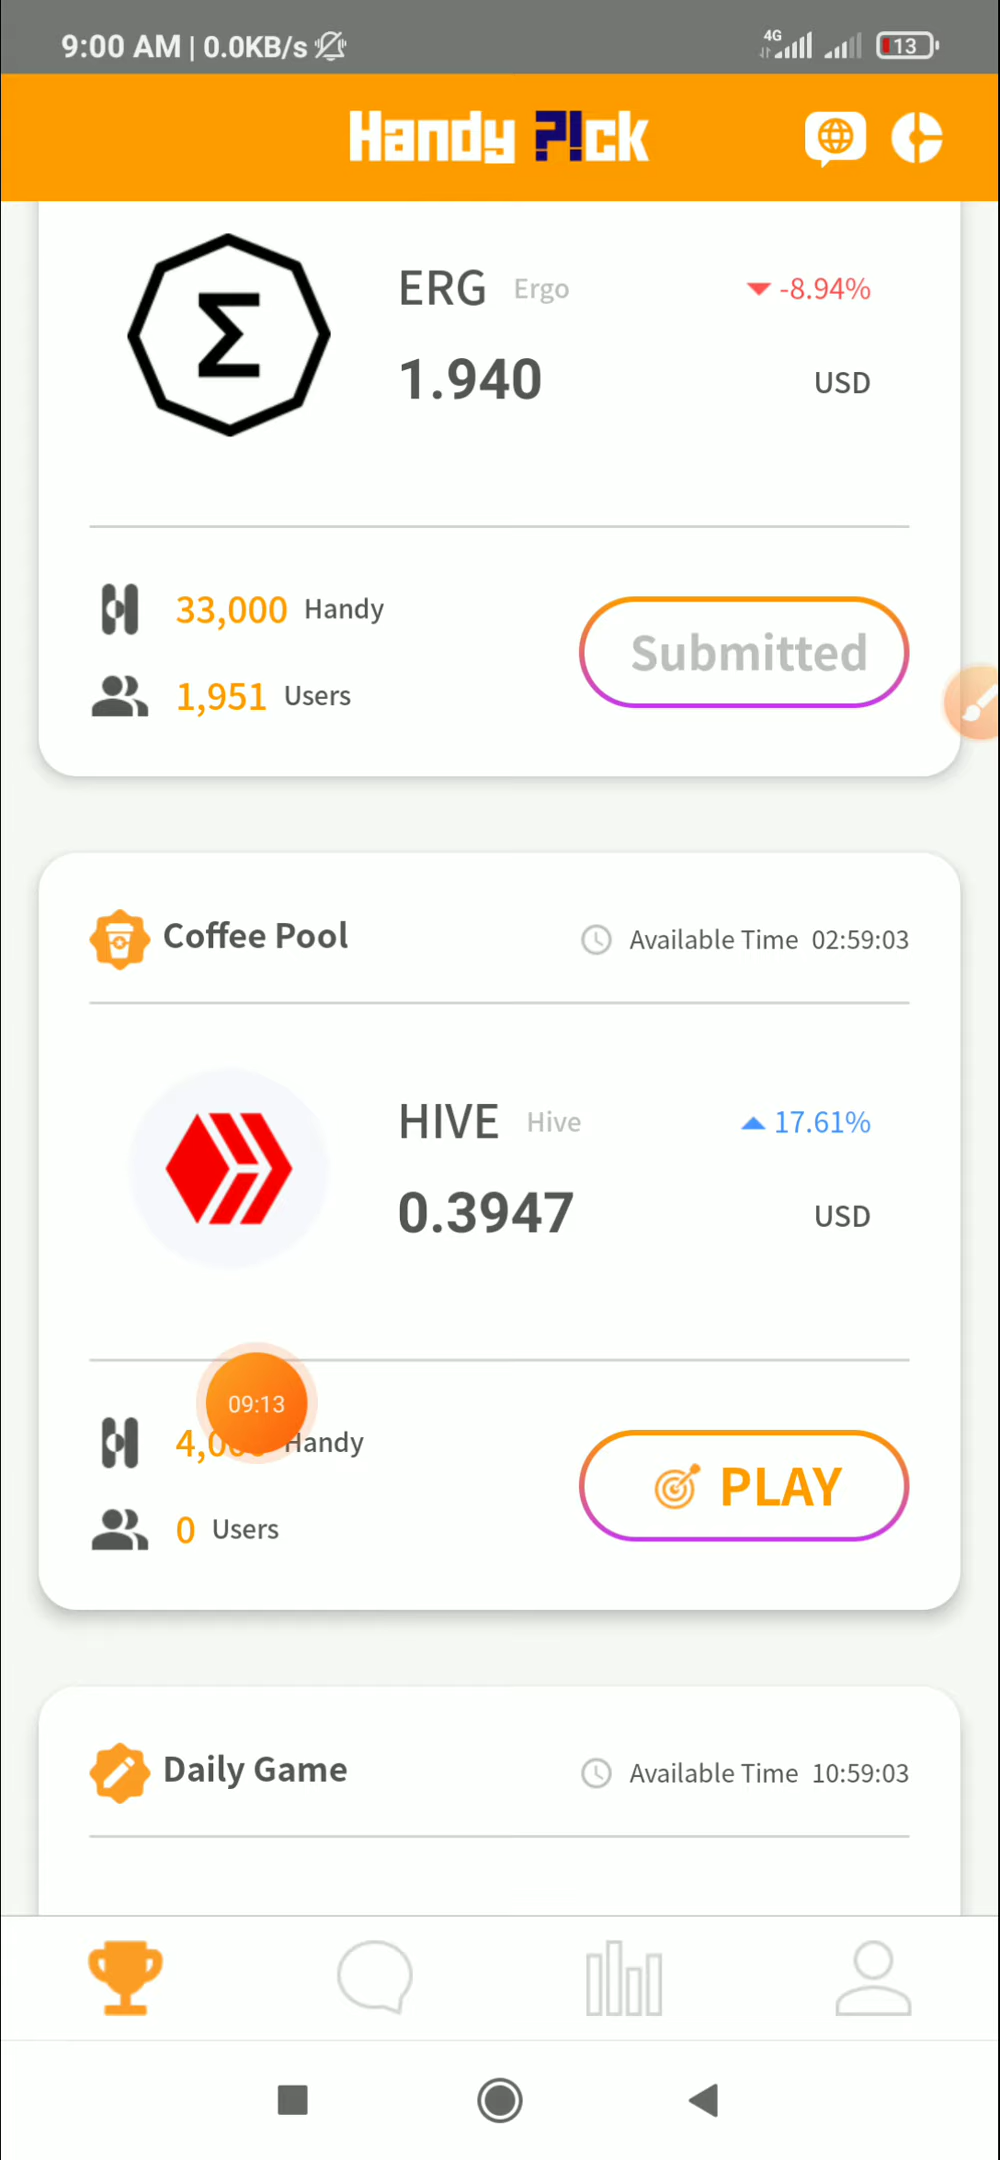 9:00 AM | 0.0KB/s 4G 13
Handy ?!ck
ERG Ergo -8.94%
1.940 USD
33,000 Handy
Submitted
1,951 Users
Coffee Pool Available Time 02:59:03
HIVE Hive 17.61%
0.3947 USD
09:13
Handy
PLAY
0 Users
Daily Game Available Time 10:59:03